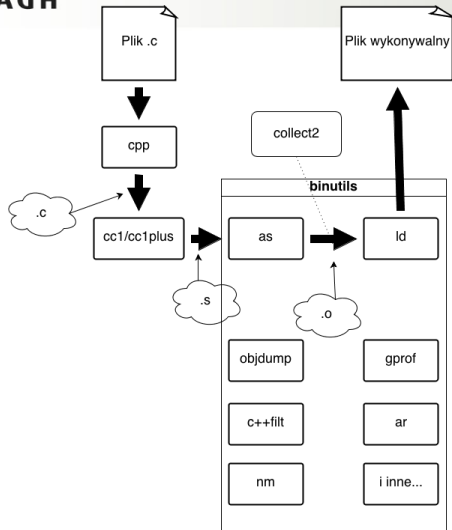 AGH
Plik .c
Plik wykonywalny
cpp
collect2
binutils
.c
cc1/cc1plus
as
ld
.s
.o
objdump
gprof
c++filt
ar
nm
i inne...